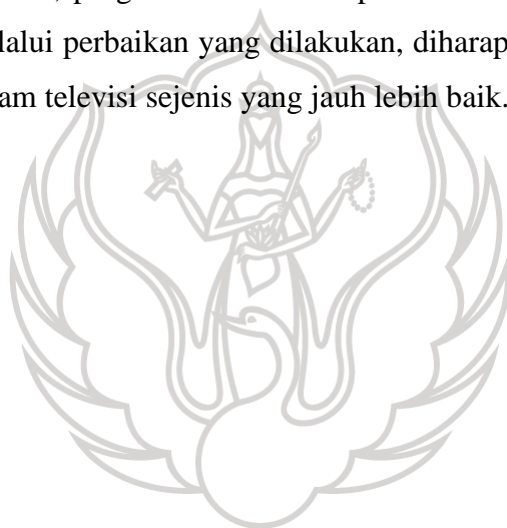 lalui perbaikan yang dilakukan, diharap
am televisi sejenis yang jauh lebih baik.